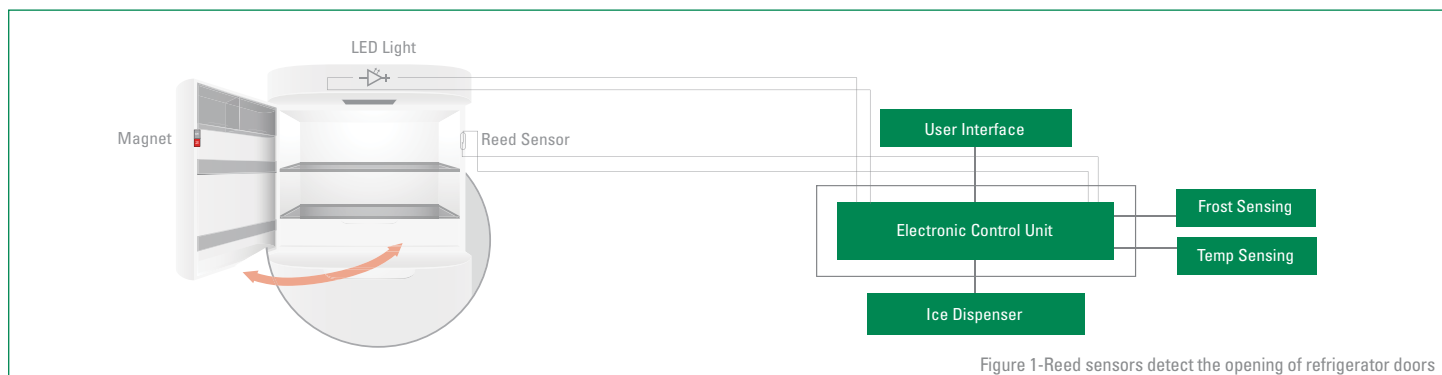 LED Light
Magnet
Reed Sensor
User Interface
Electronic Control Unit
Frost Sensing
Temp Sensing
Ice Dispenser
Figure 1-Reed sensors detect the opening of refrigerator doors